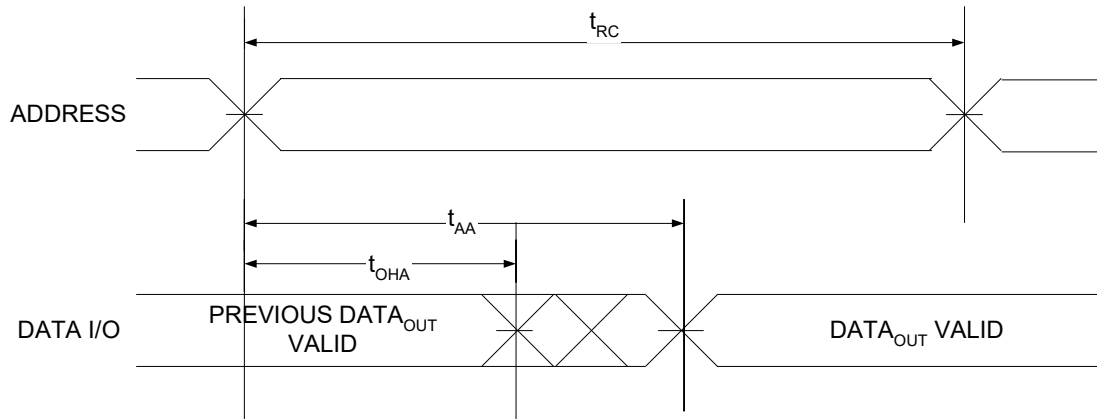 tRC
ADDRESS
tAA
tOHA
DATA I/O
PREVIOUS DATAOUT
VALID
DATAOUT VALID